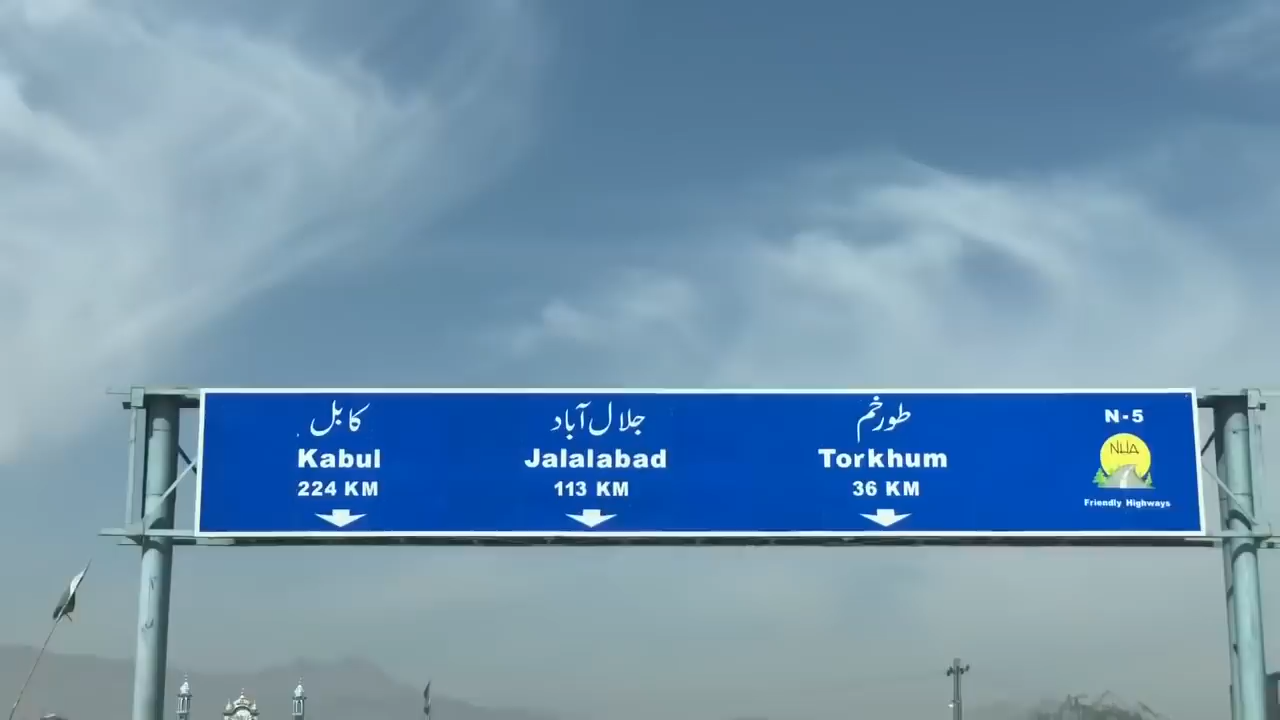 کابل
Kabul
224 KM
جلال آباد
Jalalabad
113 KM
طورخم
Torkhum
36 KM
N-5
NHA
Friendly Highways